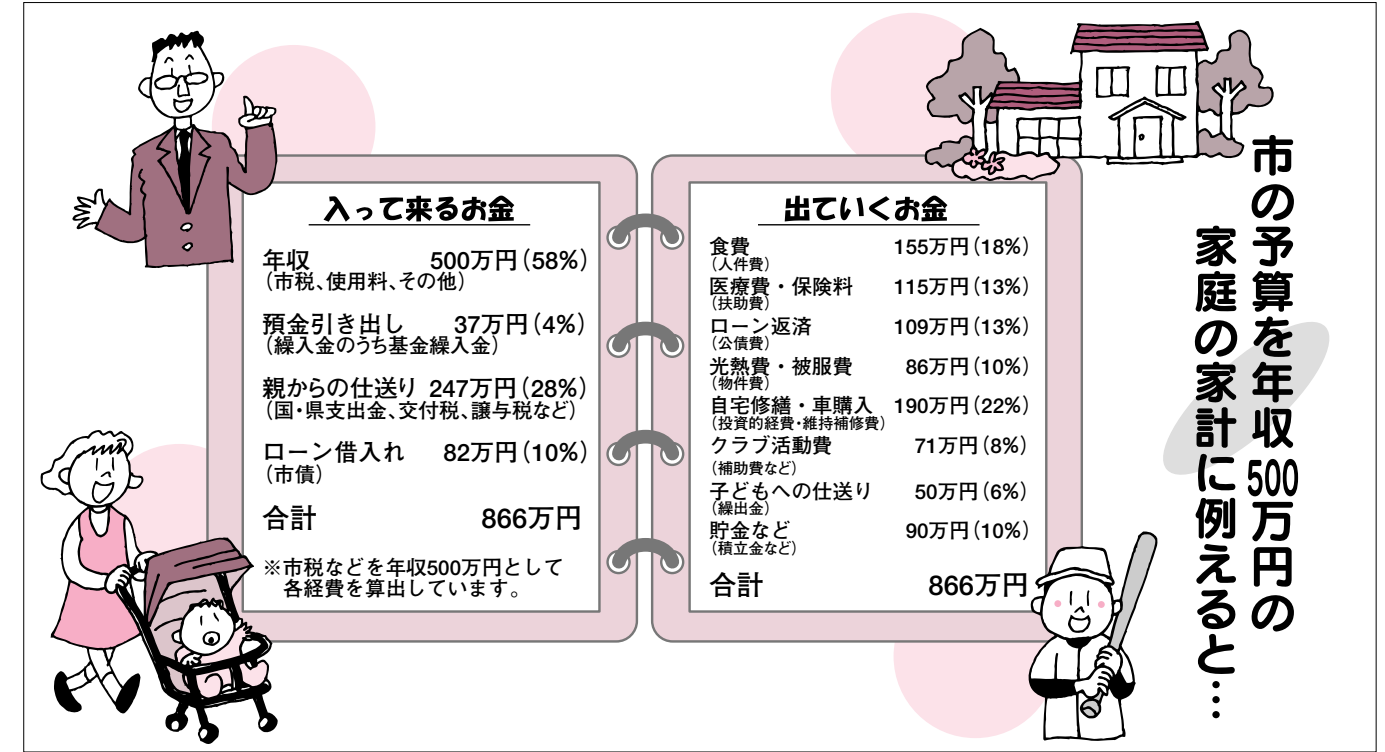 市の予算を年収500万円の
家庭の家計に例えると…
入って来るお金
年収 500万円(58%)
(市税、使用料、その他)
預金引き出し 37万円(4%)
(繰入金のうち基金繰入金)
親からの仕送り 247万円(28%)
(国・県支出金、交付税、譲与税など)
ローン借入れ 82万円(10%)
(市債)
合計 866万円
※市税などを年収500万円として
各経費を算出しています。
出ていくお金
食費 155万円(18%)
(人件費)
医療費・保険料 115万円(13%)
(扶助費)
ローン返済 109万円(13%)
(公債費)
光熱費・被服費 86万円(10%)
(物件費)
自宅修繕・車購入 190万円(22%)
(投資的経費・維持補修費)
クラブ活動費 71万円(8%)
(補助費など)
子どもへの仕送り 50万円(6%)
(繰出金)
貯金など 90万円(10%)
(積立金など)
合計 866万円